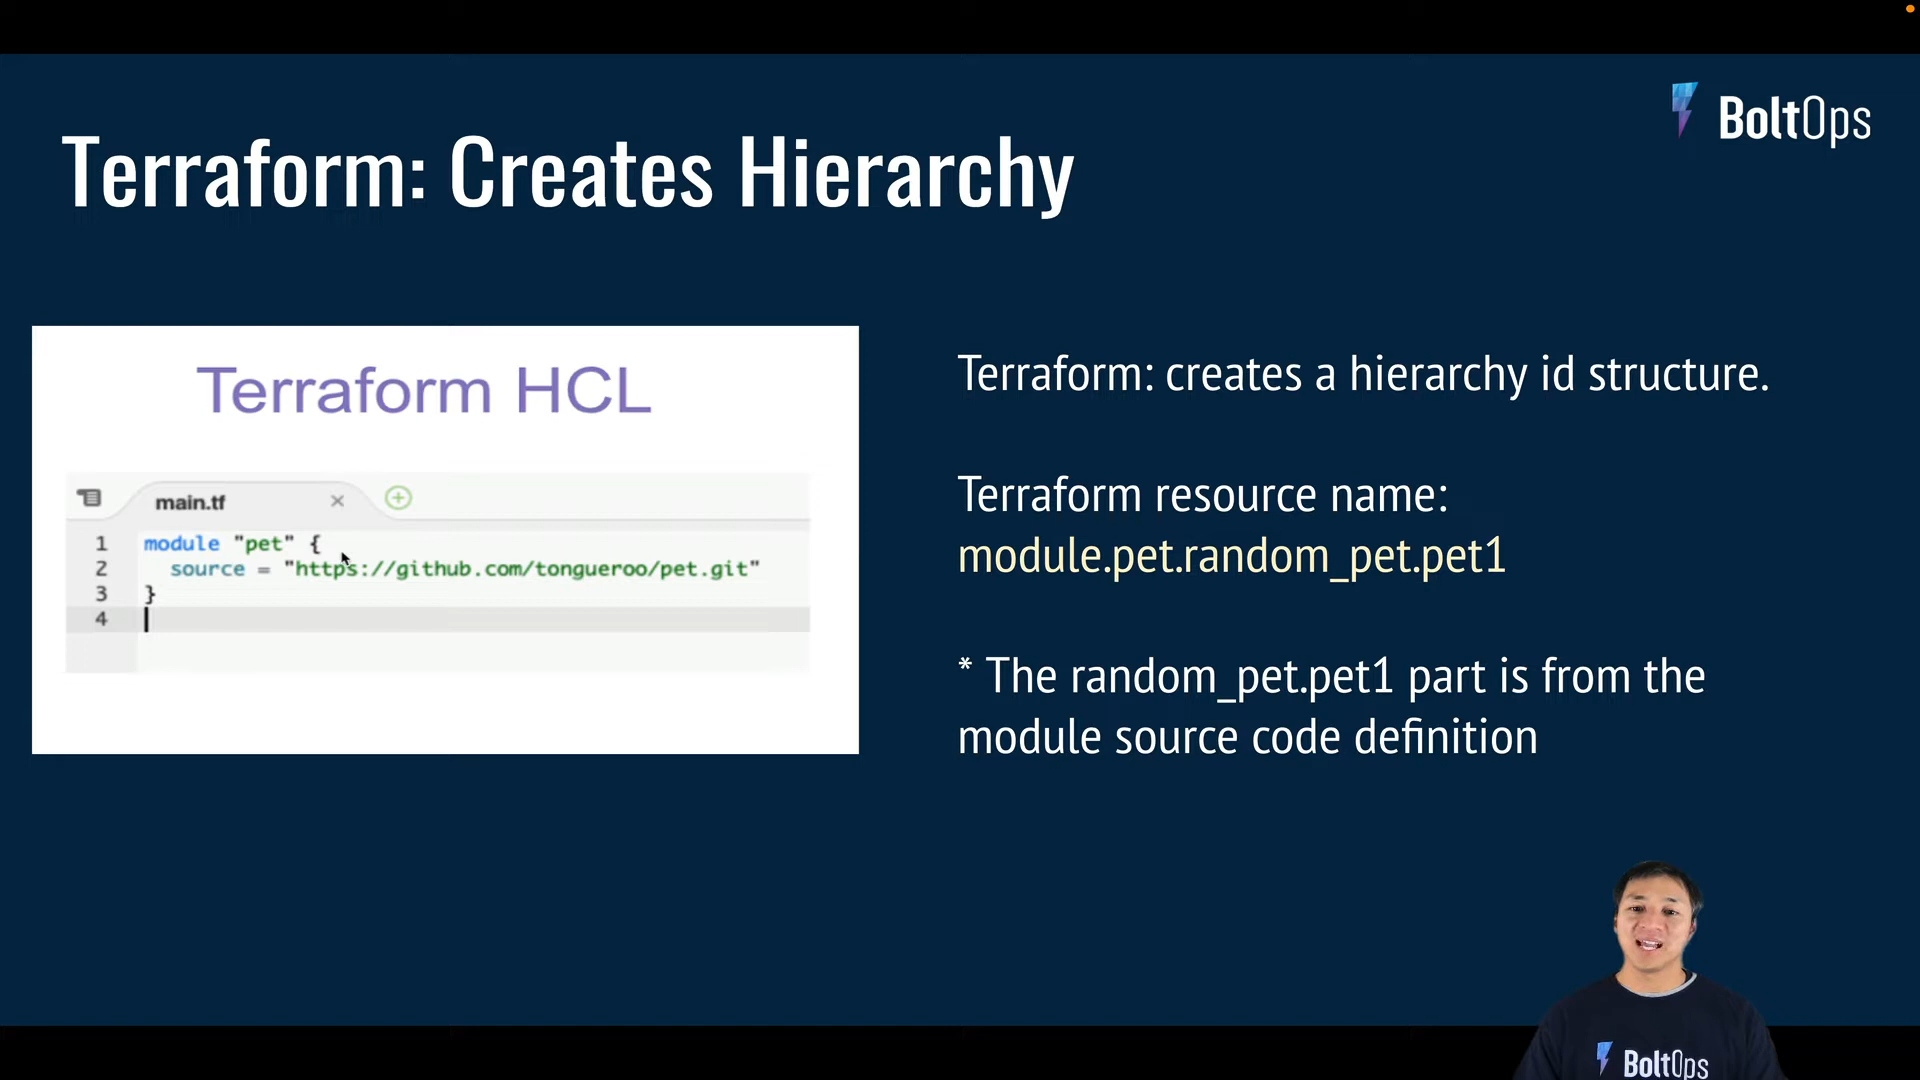 BoltOps
Terraform: Creates Hierarchy
Terraform HCL
main.tf
1 module "pet" {
2 source = "https://github.com/tongueroo/pet.git"
3 }
4
Terraform: creates a hierarchy id structure.
Terraform resource name:
module.pet.random_pet.pet1
* The random_pet.pet1 part is from the
module source code definition
BoltOps